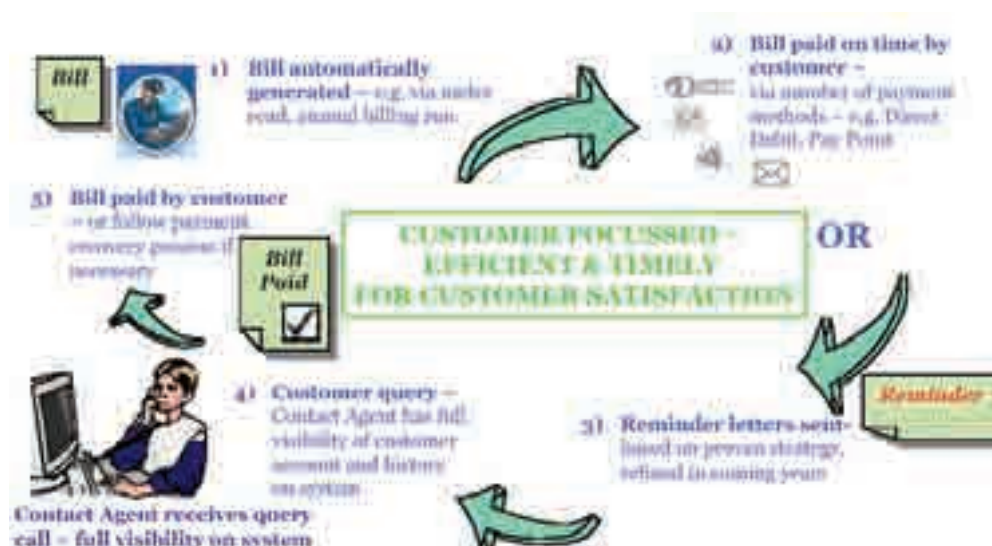 Bill
1) Bill automatically
generated – e.g. via meter
read, annual billing run
2) Bill paid on time by
customer –
via number of payment
methods – e.g. Direct
Debit, Pay Point
OR
CUSTOMER FOCUSSED –
EFFICIENT & TIMELY
FOR CUSTOMER SATISFACTION
Reminder
3) Reminder letters sent-
based on proven strategy,
refined in coming years
4) Customer query –
Contact Agent has full
visibility of customer
account and history
on system
Contact Agent receives query
call – full visibility on system
5) Bill paid by customer
– or follow payment
recovery process if
necessary
Bill
Paid